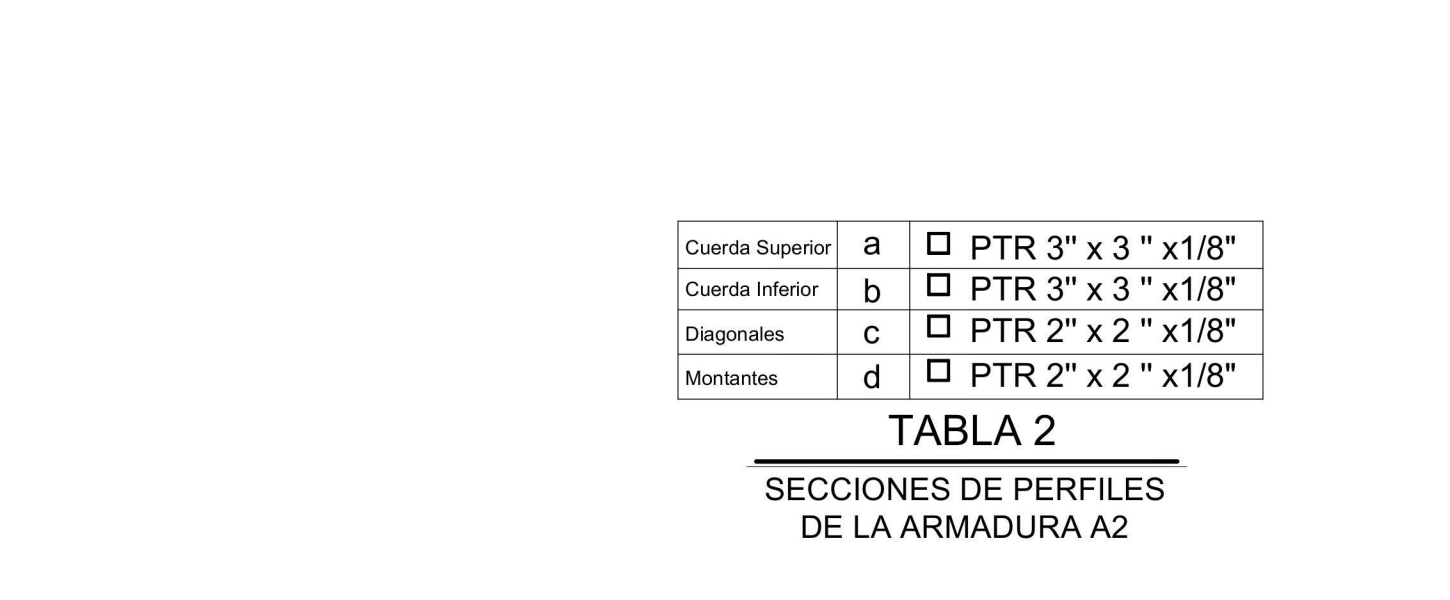 Cuerda Superior a PTR 3" x 3 " x1/8"
Cuerda Inferior b PTR 3" x 3 " x1/8"
Diagonales c PTR 2" x 2 " x1/8"
Montantes d PTR 2" x 2 " x1/8"
TABLA 2
SECCIONES DE PERFILES
DE LA ARMADURA A2